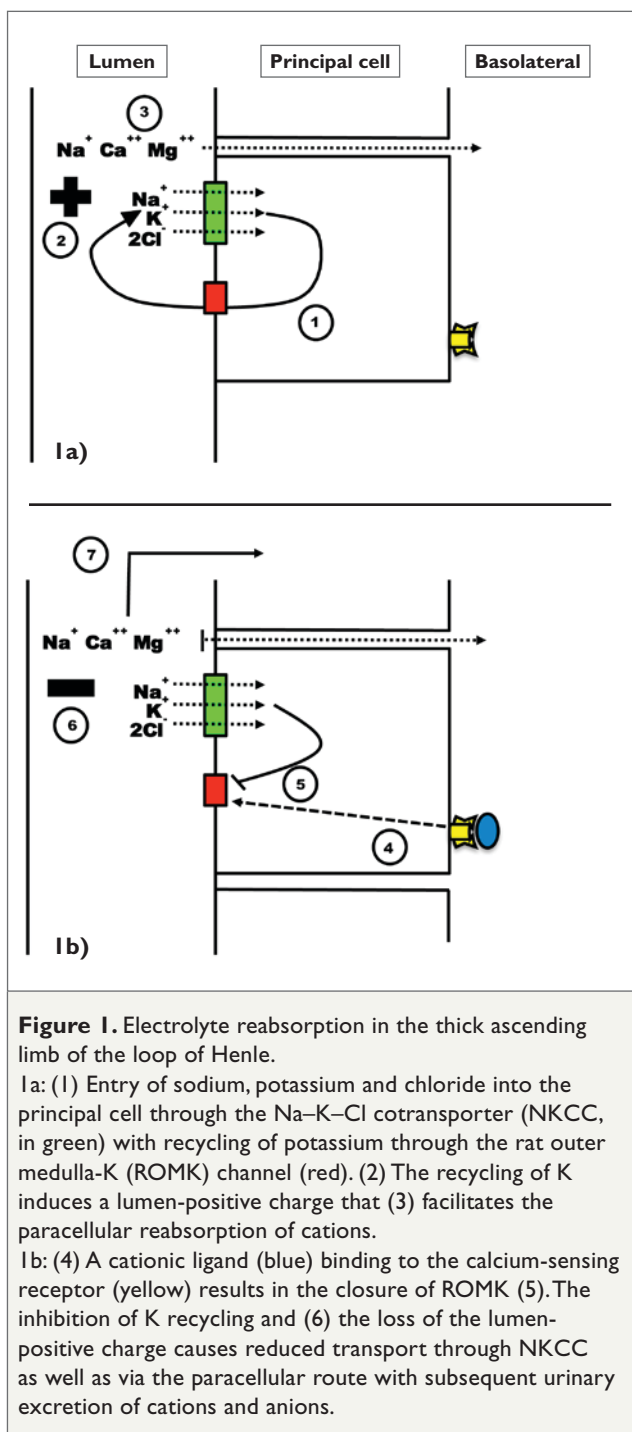 Lumen Principal cell Basolateral
3
Na+ Ca++ Mg++
Na+
2 K+
2Cl-
1
1a)
7
Na+ Ca++ Mg++
Na+
6 K+
2Cl-
5
4
1b)
Figure 1. Electrolyte reabsorption in the thick ascending
limb of the loop of Henle.
1a: (1) Entry of sodium, potassium and chloride into the
principal cell through the Na–K–Cl cotransporter (NKCC,
in green) with recycling of potassium through the rat outer
medulla-K (ROMK) channel (red). (2) The recycling of K
induces a lumen-positive charge that (3) facilitates the
paracellular reabsorption of cations.
1b: (4) A cationic ligand (blue) binding to the calcium-sensing
receptor (yellow) results in the closure of ROMK (5). The
inhibition of K recycling and (6) the loss of the lumen-
positive charge causes reduced transport through NKCC
as well as via the paracellular route with subsequent urinary
excretion of cations and anions.